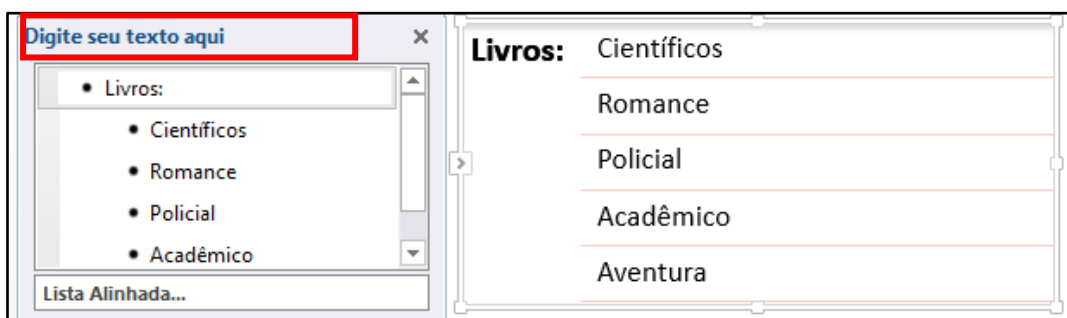 Digite seu texto aqui
• Livros:
• Científicos
• Romance
• Policial
• Acadêmico
Lista Alinhada...
Livros:
Científicos
Romance
Policial
Acadêmico
Aventura